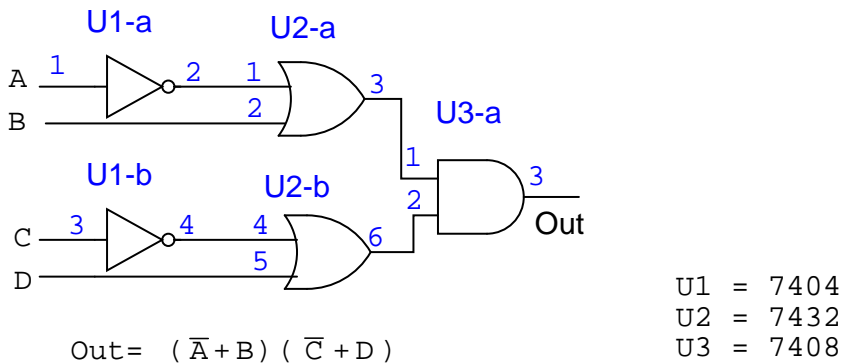 U1-a
U2-a
A 1 2 1 3
B 2
U3-a
1
3
U1-b
U2-b
2
Out
C 3 4 4 6
D 5
U1 = 7404
U2 = 7432
U3 = 7408
Out= (A̅+B)(C̅+D)